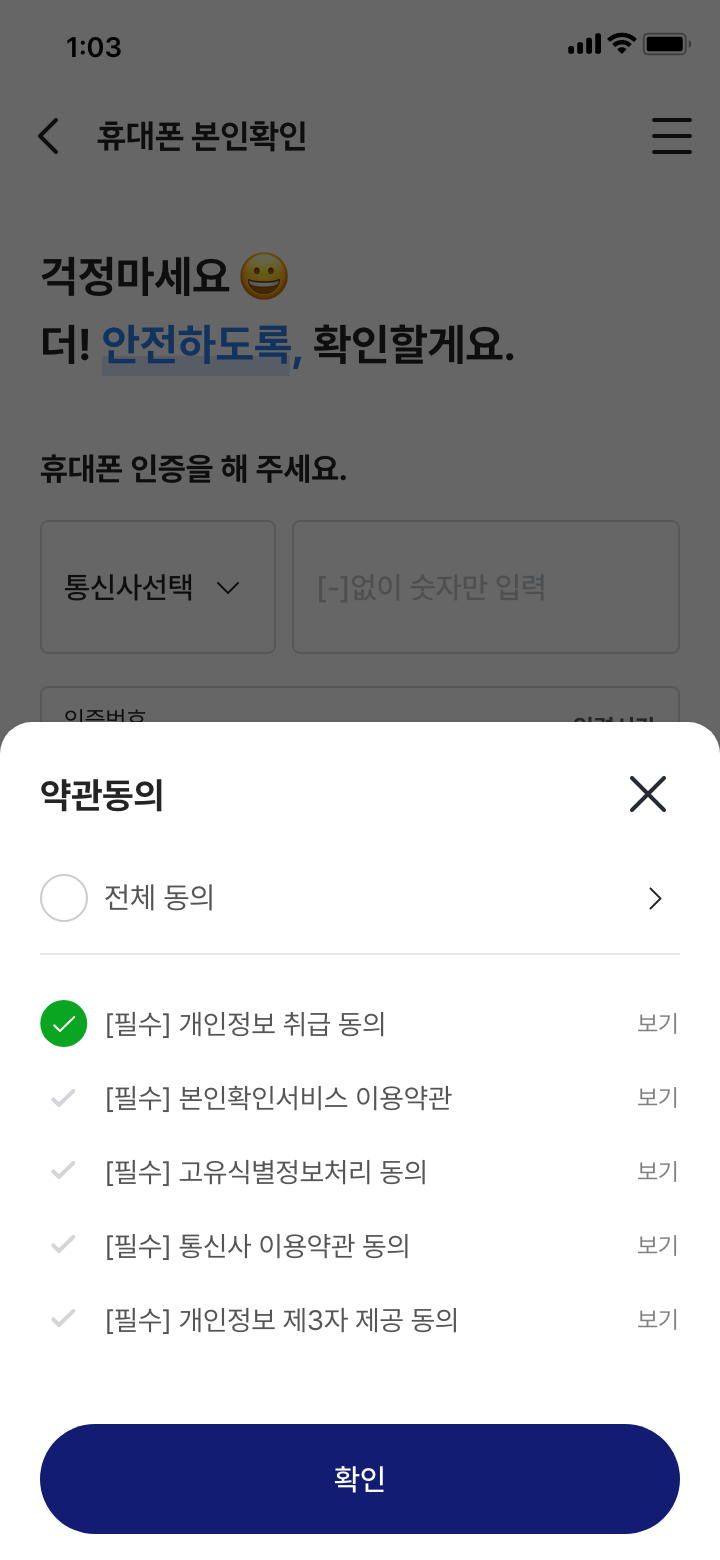 1:03
휴대폰 본인확인
걱정마세요 😀
더! 안전하도록, 확인할게요.
휴대폰 인증을 해 주세요.
통신사선택
[-]없이 숫자만 입력
인증번호
약관동의
전체 동의
[필수] 개인정보 취급 동의 보기
[필수] 본인확인서비스 이용약관 보기
[필수] 고유식별정보처리 동의 보기
[필수] 통신사 이용약관 동의 보기
[필수] 개인정보 제3자 제공 동의 보기
확인